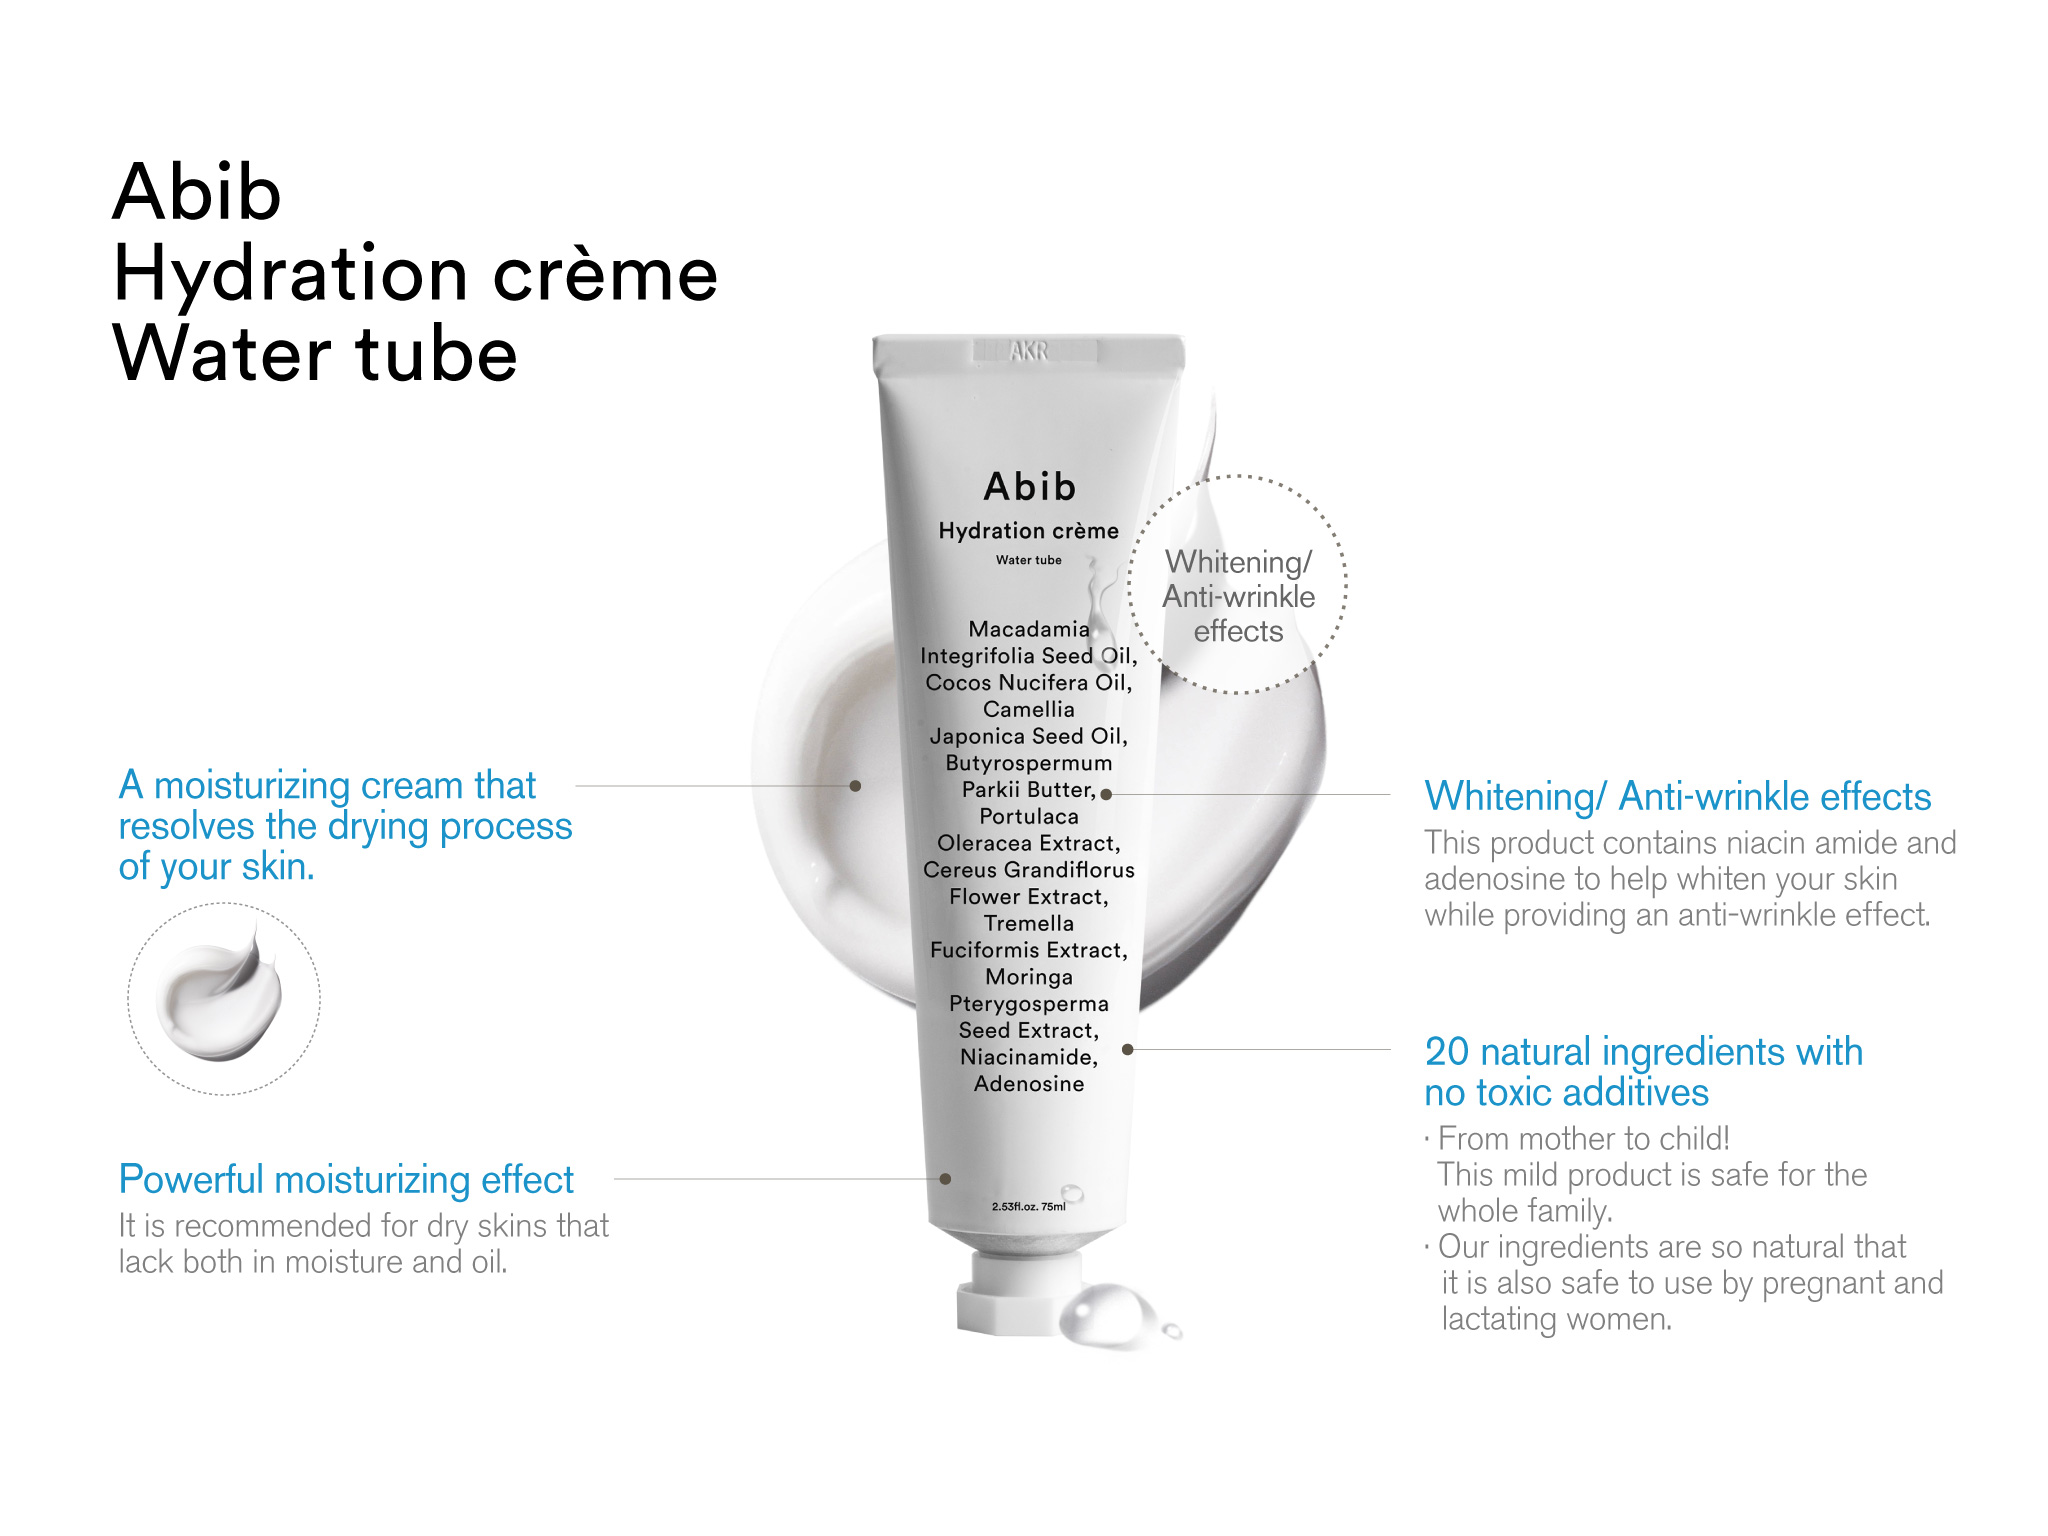 Abib
Hydration crème
Water tube
AKR
Abib
Hydration crème
Water tube
Macadamia
Integrifolia Seed Oil,
Cocos Nucifera Oil,
Camellia
Japonica Seed Oil,
Butyrospermum
Parkii Butter,
Portulaca
Oleracea Extract,
Cereus Grandiflorus
Flower Extract,
Tremella
Fuciformis Extract,
Moringa
Pterygosperma
Seed Extract,
Niacinamide,
Adenosine
2.53fl.oz. 75ml
Whitening/
Anti-wrinkle
effects
A moisturizing cream that
resolves the drying process
of your skin.
Powerful moisturizing effect
It is recommended for dry skins that
lack both in moisture and oil.
Whitening/ Anti-wrinkle effects
This product contains niacin amide and
adenosine to help whiten your skin
while providing an anti-wrinkle effect.
20 natural ingredients with
no toxic additives
· From mother to child!
This mild product is safe for the
whole family.
· Our ingredients are so natural that
it is also safe to use by pregnant and
lactating women.